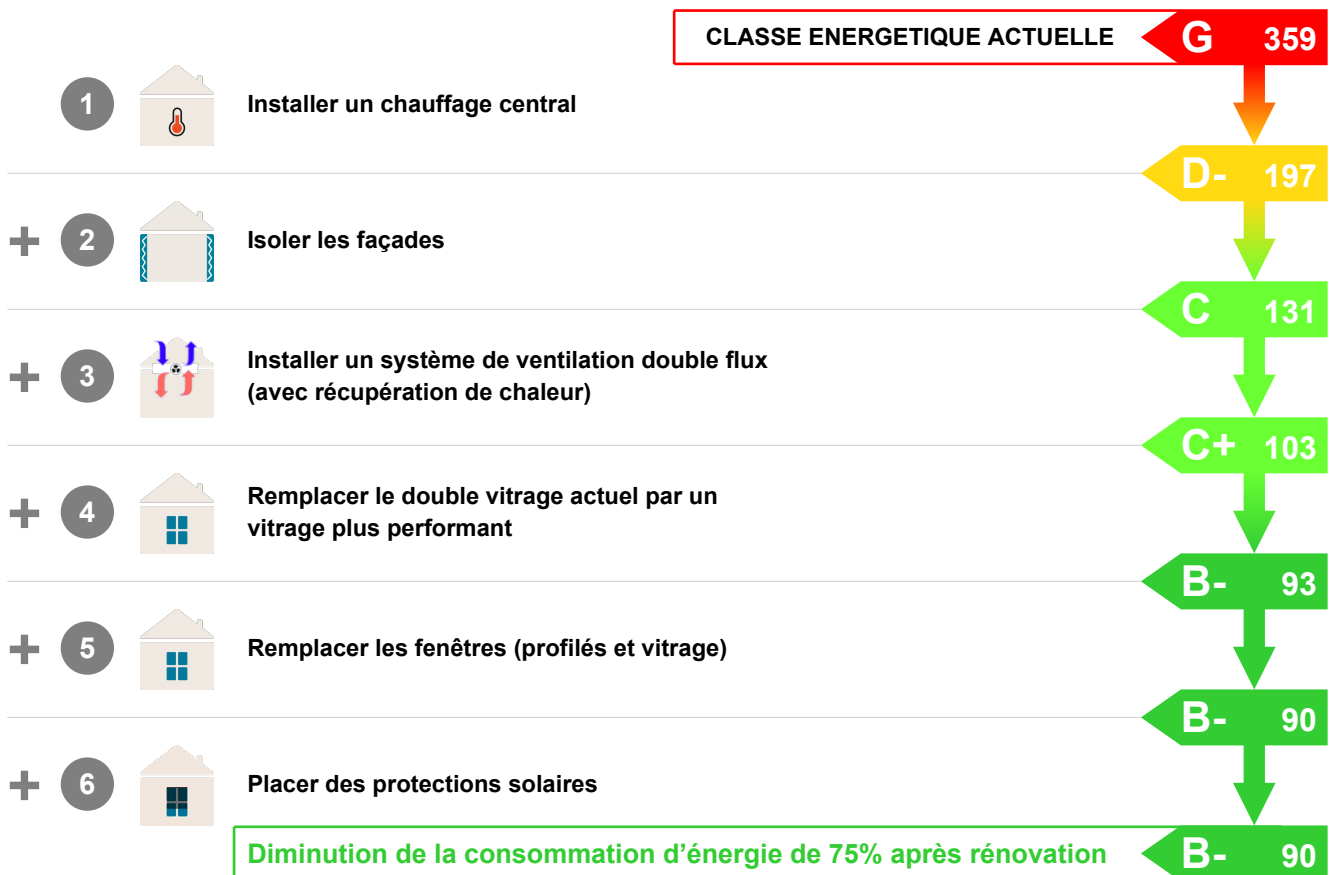 CLASSE ENERGETIQUE ACTUELLE G 359
1 Installer un chauffage central
D- 197
+ 2 Isoler les façades
C 131
+ 3 Installer un système de ventilation double flux
(avec récupération de chaleur)
C+ 103
+ 4 Remplacer le double vitrage actuel par un
vitrage plus performant
B- 93
+ 5 Remplacer les fenêtres (profilés et vitrage)
B- 90
+ 6 Placer des protections solaires
Diminution de la consommation d’énergie de 75% après rénovation B- 90